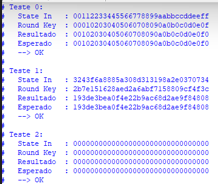 # Teste 0:
# State In : 00112233445566778899aabbccddeeff
# Round Key : 000102030405060708090a0b0c0d0e0f
# Resultado : 00102030405060708090a0b0c0d0e0f0
# Esperado : 00102030405060708090a0b0c0d0e0f0
# --> OK
#
# Teste 1:
# State In : 3243f6a8885a308d313198a2e0370734
# Round Key : 2b7e151628aed2a6abf7158809cf4f3c
# Resultado : 193de3bea0f4e22b9ac68d2ae9f84808
# Esperado : 193de3bea0f4e22b9ac68d2ae9f84808
# --> OK
#
# Teste 2:
# State In : 00000000000000000000000000000000
# Round Key : 00000000000000000000000000000000
# Resultado : 00000000000000000000000000000000
# Esperado : 00000000000000000000000000000000
# --> OK